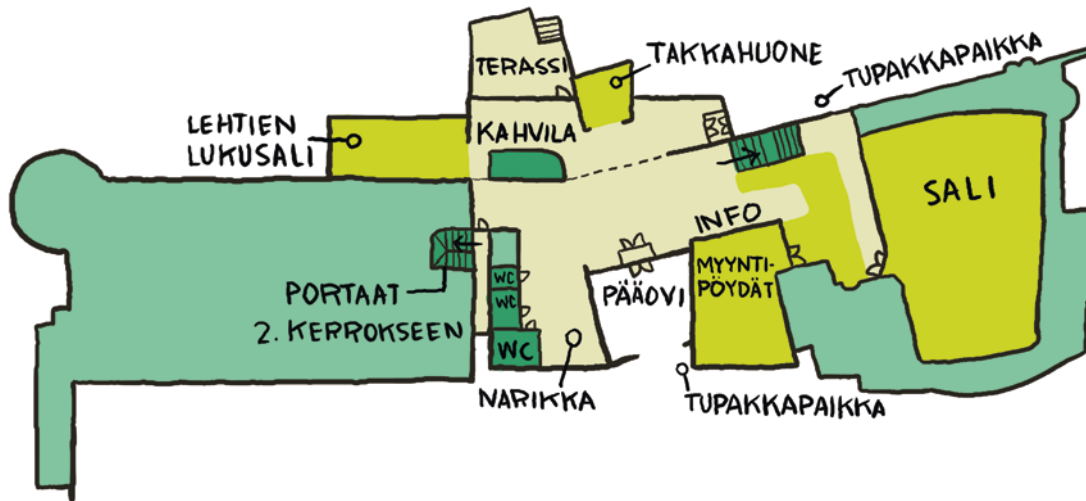 TERASSI
TAKKAHUONE
TUPAKKAPAIKKA
LEHTIEN
LUKUSALI
KAHVILA
SALI
INFO
MYYNTI-
PÖYDÄT
PÄÄOVI
PORTAAT
2. KERROKSEEN
WC
WC
WC
NARIKKA
TUPAKKAPAIKKA